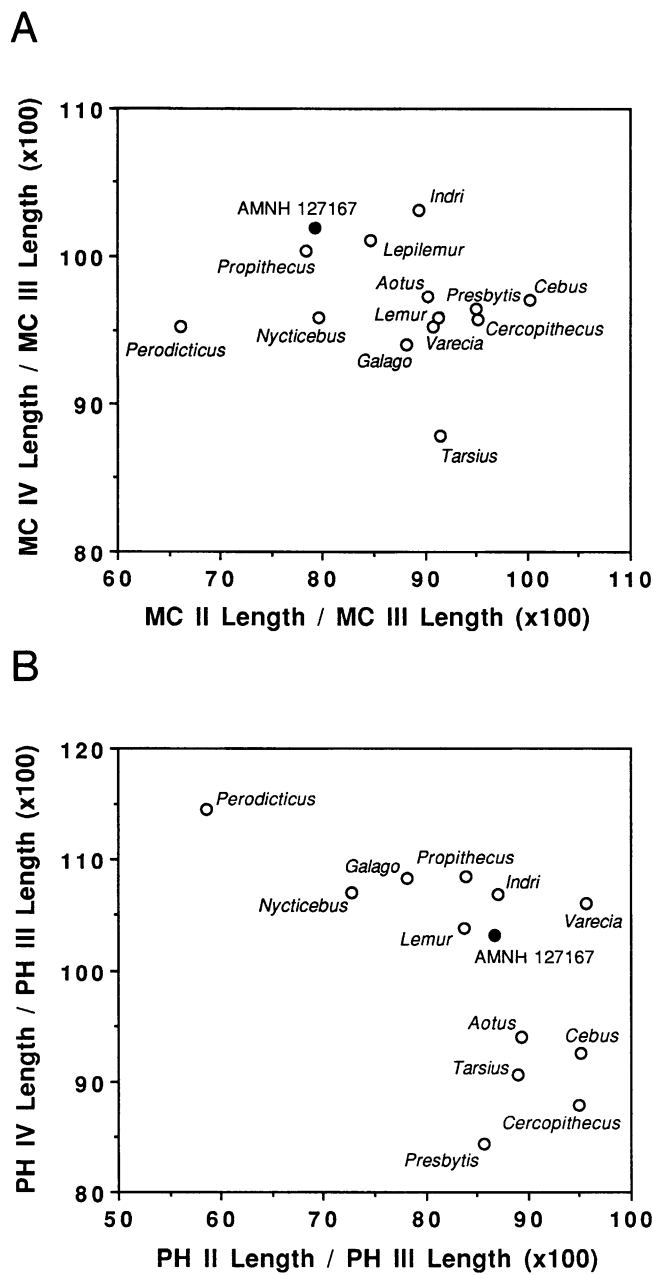 A
MC IV Length / MC III Length (x100)
110
100
90
80
AMNH 127167
Indri
Propithecus
Lepilemur
Aotus
Presbytis
Cebus
Lemur
Cercopithecus
Perodicticus
Nycticebus
Varecia
Galago
Tarsius
60 70 80 90 100 110
MC II Length / MC III Length (x100)
B
PH IV Length / PH III Length (x100)
120
110
100
90
80
Perodicticus
Galago
Propithecus
Indri
Nycticebus
Varecia
Lemur
AMNH 127167
Aotus
Cebus
Tarsius
Cercopithecus
Presbytis
50 60 70 80 90 100
PH II Length / PH III Length (x100)